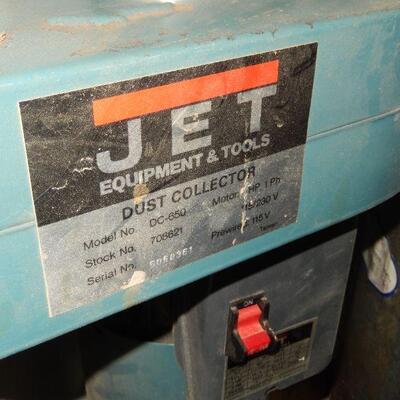 JET
EQUIPMENT & TOOLS
DUST COLLECTOR
Model No. DC-650 Motor HP 1 Ph
Stock No. 708621 115/230 V
Serial No. Prewired 115 V
Taiwan
ON